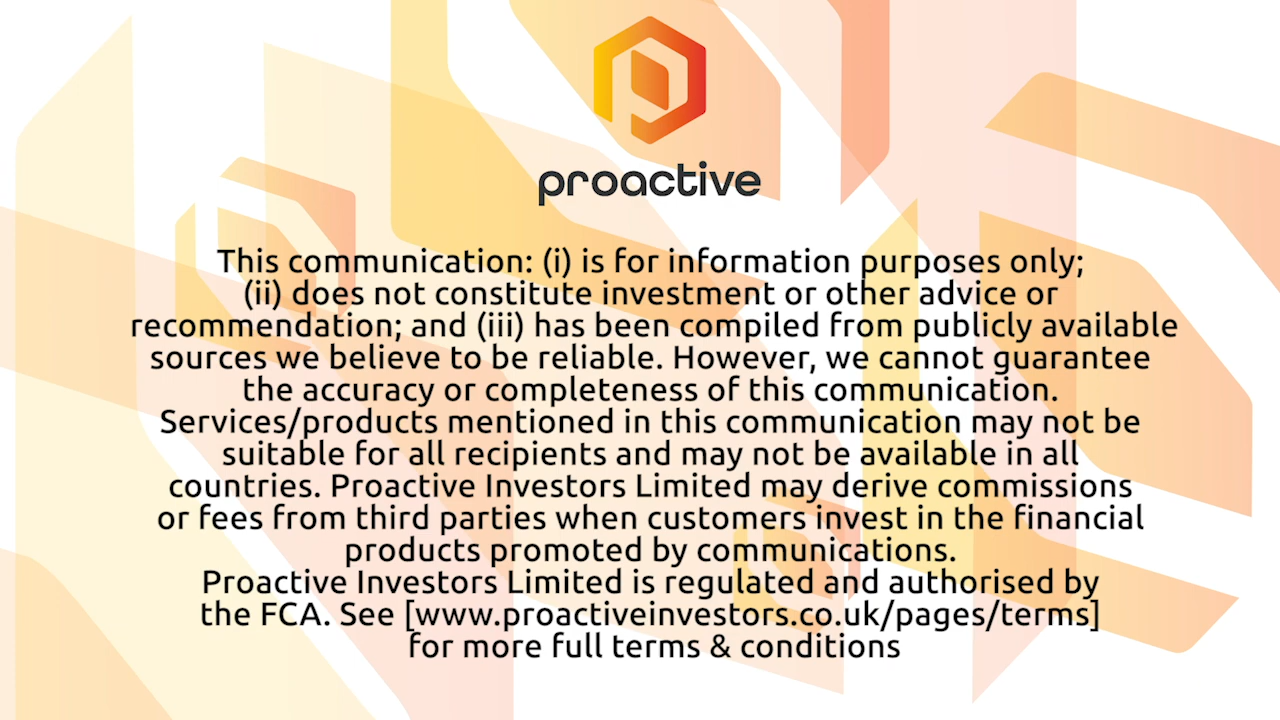 proactive
This communication: (i) is for information purposes only;
(ii) does not constitute investment or other advice or
recommendation; and (iii) has been compiled from publicly available
sources we believe to be reliable. However, we cannot guarantee
the accuracy or completeness of this communication.
Services/products mentioned in this communication may not be
suitable for all recipients and may not be available in all
countries. Proactive Investors Limited may derive commissions
or fees from third parties when customers invest in the financial
products promoted by communications.
Proactive Investors Limited is regulated and authorised by
the FCA. See [www.proactiveinvestors.co.uk/pages/terms]
for more full terms & conditions